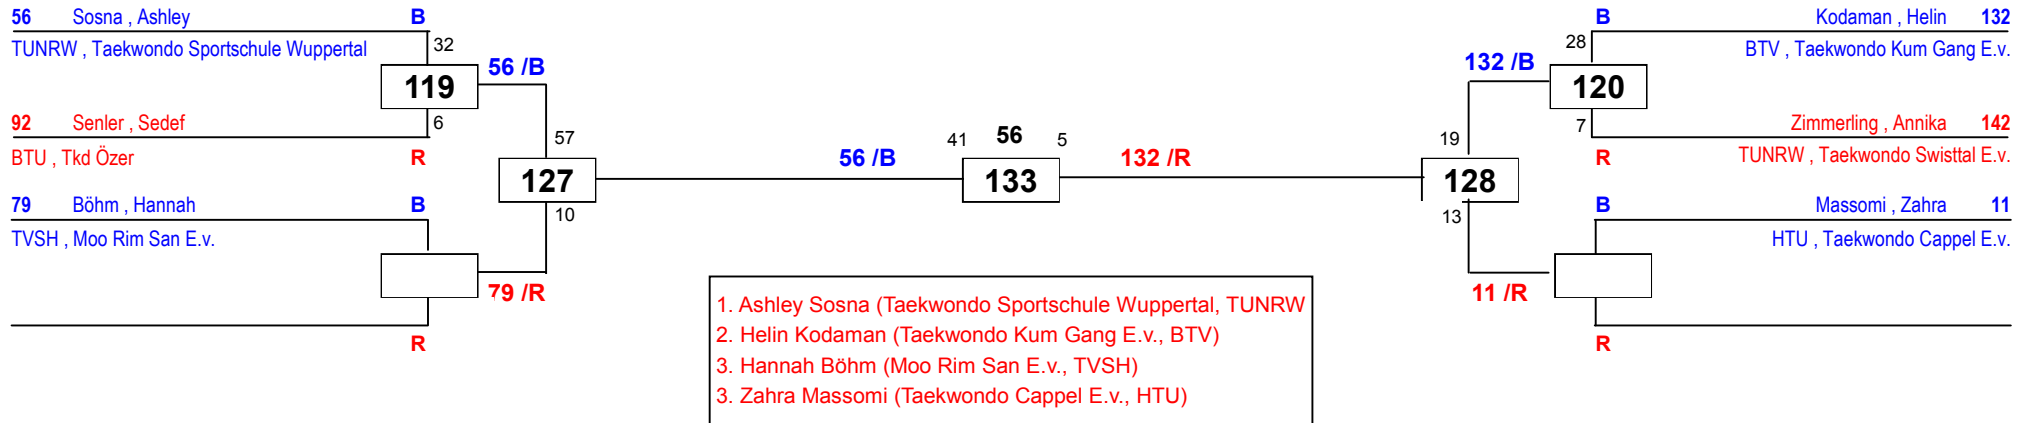 56 Sosna , Ashley B
TUNRW , Taekwondo Sportschule Wuppertal
32
119
56 /B
92 Senler , Sedef
6
BTU , Tkd Özer R
57
127
10
79 Böhm , Hannah B
TVSH , Moo Rim San E.v.
79 /R
R
56 /B
41 56 5
133
132 /R
B Kodaman , Helin 132
28
BTV , Taekwondo Kum Gang E.v.
132 /B
120
7
Zimmerling , Annika 142
R TUNRW , Taekwondo Swisttal E.v.
19
128
13
B Massomi , Zahra 11
HTU , Taekwondo Cappel E.v.
11 /R
R
1. Ashley Sosna (Taekwondo Sportschule Wuppertal, TUNRW
2. Helin Kodaman (Taekwondo Kum Gang E.v., BTV)
3. Hannah Böhm (Moo Rim San E.v., TVSH)
3. Zahra Massomi (Taekwondo Cappel E.v., HTU)